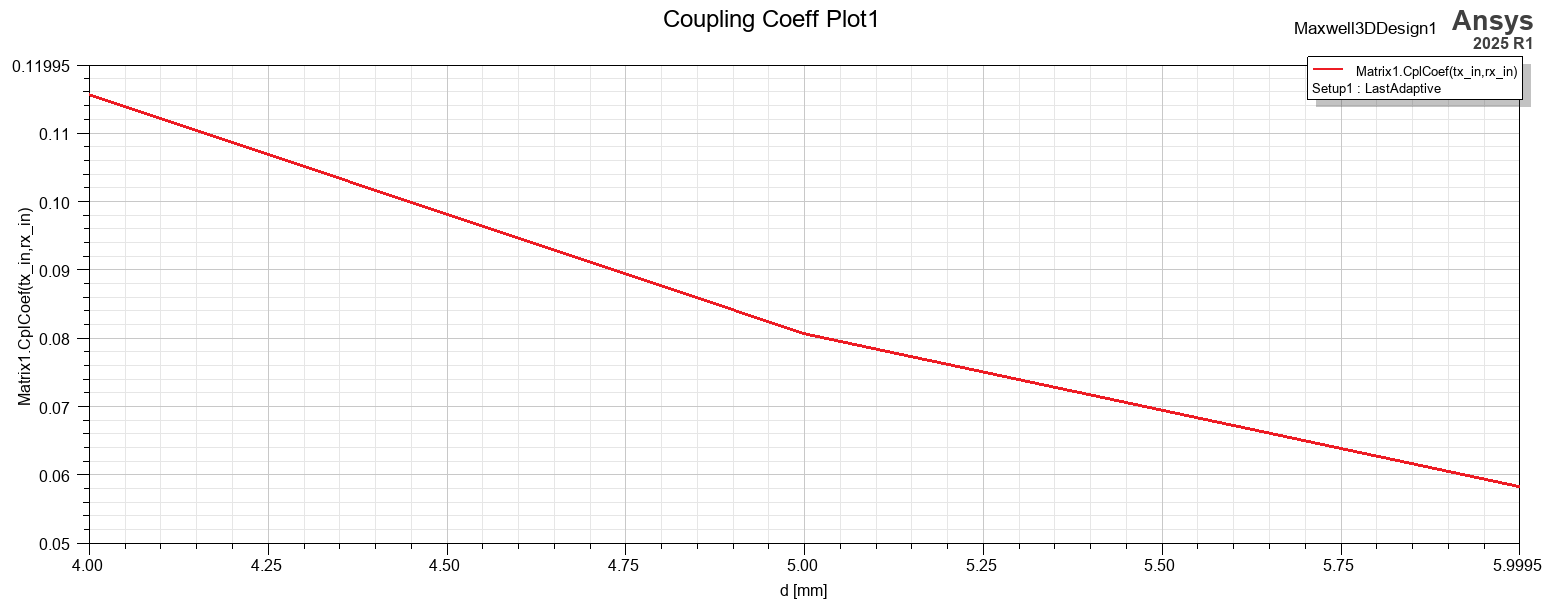 Coupling Coeff Plot1
Maxwell3DDesign1
Ansys
2025 R1
Matrix1.CplCoef(tx_in,rx_in)
Setup1 : LastAdaptive
Matrix1.CplCoef(tx_in,rx_in)
0.11995
0.11
0.10
0.09
0.08
0.07
0.06
0.05
4.00 4.25 4.50 4.75 5.00 5.25 5.50 5.75 5.9995
d [mm]